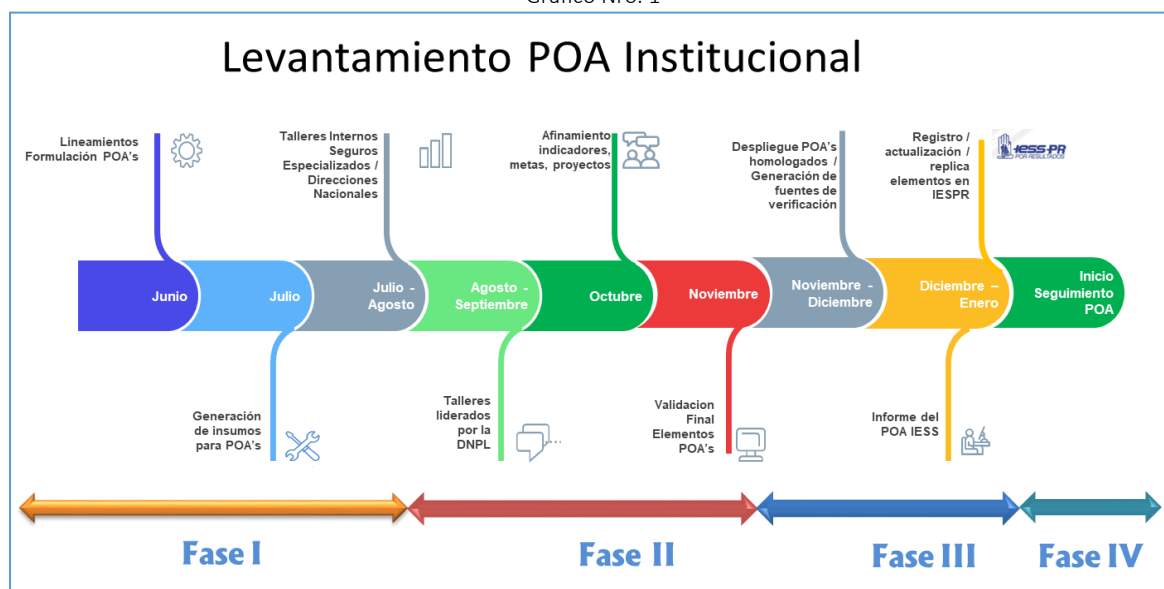 Gráfico Nro. 1
Levantamiento POA Institucional
Lineamientos
Formulación POA's
Talleres Internos
Seguros
Especializados /
Direcciones
Nacionales
Afinamiento
indicadores,
metas, proyectos
Despliegue POA's
homologados /
Generación de
fuentes de
verificación
Registro /
actualización /
replica
elementos en
IESPR
IESS-PR
POR RESULTADOS
Junio
Julio
Julio -
Agosto
Agosto -
Septiembre
Octubre
Noviembre
Noviembre -
Diciembre
Diciembre –
Enero
Inicio
Seguimiento
POA
Generación
de insumos
para POA's
Talleres
liderados
por la
DNPL
Validacion
Final
Elementos
POA's
Informe del
POA IESS
Fase I
Fase II
Fase III
Fase IV